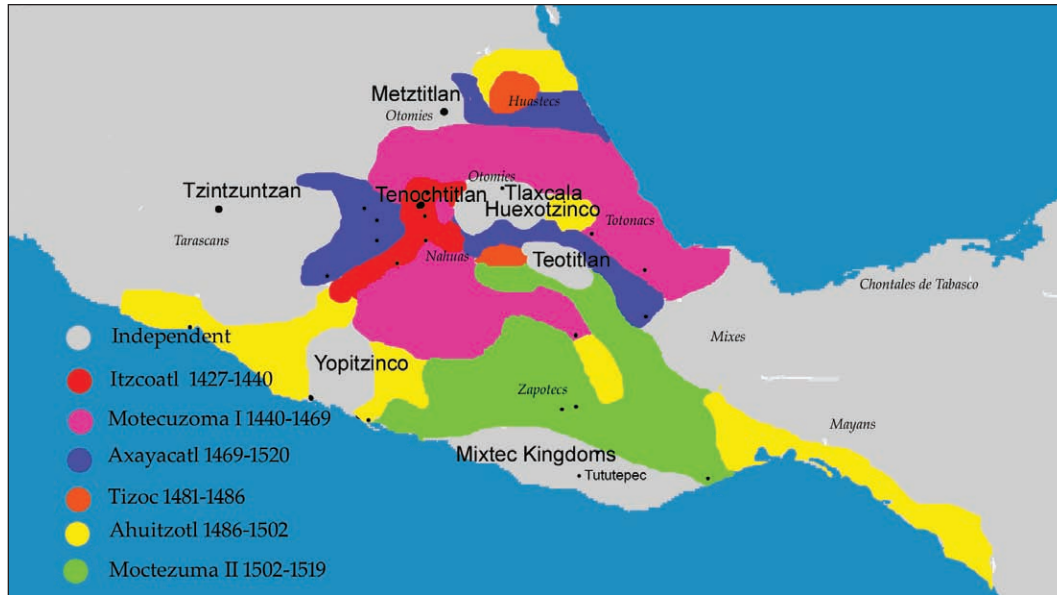 Metztitlan
Otomies
Huastecs
Tzintzuntzan
Tarascans
Otomies
Tenochtitlan
Tlaxcala
Huexotzinco
Totonacs
Nahuas
Teotitlan
Chontales de Tabasco
Mixes
Yopitzinco
Zapotecs
Mayans
Mixtec Kingdoms
Tututepec
Independent
Itzcoatl 1427-1440
Motecuzoma I 1440-1469
Axayacatl 1469-1520
Tizoc 1481-1486
Ahuitzotl 1486-1502
Moctezuma II 1502-1519